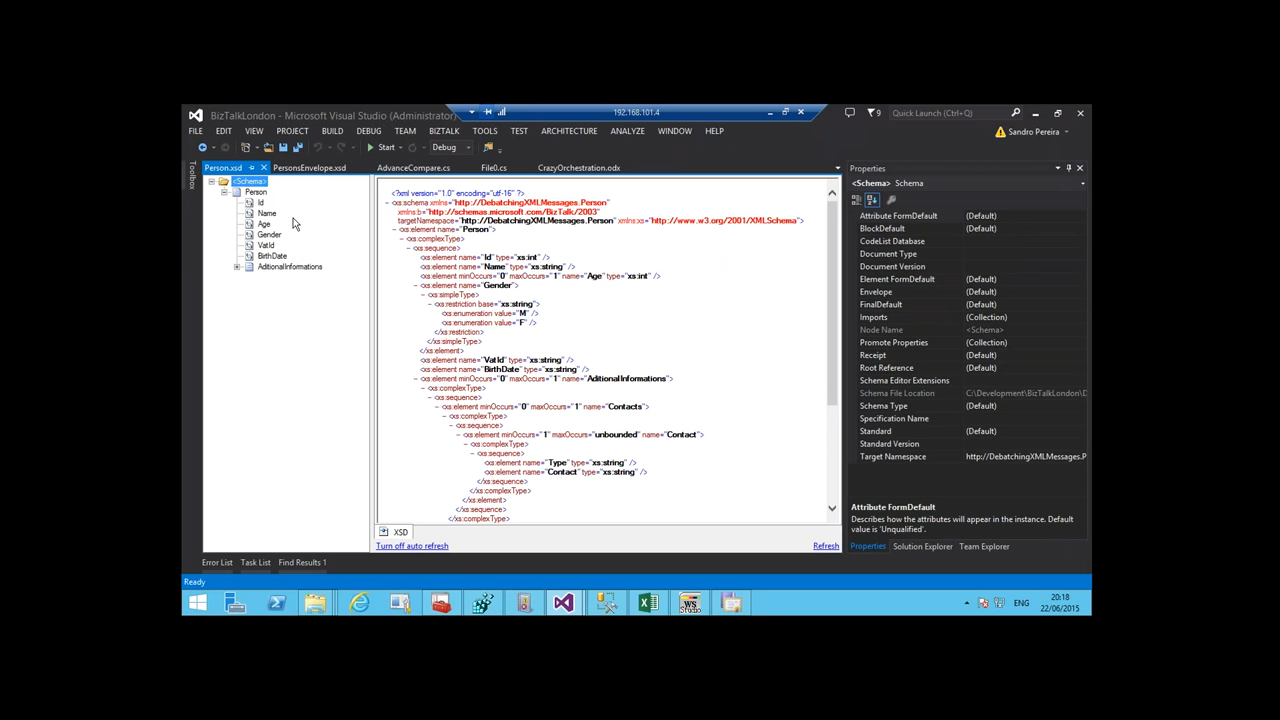 BizTalkLondon - Microsoft Visual Studio (Administrator)
192.168.101.4
9
Quick Launch (Ctrl+Q)
FILE EDIT VIEW PROJECT BUILD DEBUG TEAM BIZTALK TOOLS TEST ARCHITECTURE ANALYZE WINDOW HELP
Sandro Pereira
Start
Debug
Toolbox
Person.xsd
PersonsEnvelope.xsd
AdvanceCompare.cs
File0.cs
CrazyOrchestration.odx
<Schema>
Person
Id
Name
Age
Gender
VatId
BirthDate
AditionalInformations
<?xml version="1.0" encoding="utf-16" ?>
- <xs:schema xmlns="http://DebatchingXMLMessages.Person"
xmlns:b="http://schemas.microsoft.com/BizTalk/2003"
targetNamespace="http://DebatchingXMLMessages.Person" xmlns:xs="http://www.w3.org/2001/XMLSchema">
- <xs:element name="Person">
- <xs:complexType>
- <xs:sequence>
<xs:element name="Id" type="xs:int" />
<xs:element name="Name" type="xs:string" />
<xs:element minOccurs="0" maxOccurs="1" name="Age" type="xs:int" />
- <xs:element name="Gender">
- <xs:simpleType>
- <xs:restriction base="xs:string">
<xs:enumeration value="M" />
<xs:enumeration value="F" />
</xs:restriction>
</xs:simpleType>
</xs:element>
<xs:element name="VatId" type="xs:string" />
<xs:element name="BirthDate" type="xs:string" />
- <xs:element minOccurs="0" maxOccurs="1" name="AditionalInformations">
- <xs:complexType>
- <xs:sequence>
- <xs:element minOccurs="0" maxOccurs="1" name="Contacts">
- <xs:complexType>
- <xs:sequence>
- <xs:element minOccurs="1" maxOccurs="unbounded" name="Contact">
- <xs:complexType>
- <xs:sequence>
<xs:element name="Type" type="xs:string" />
<xs:element name="Contact" type="xs:string" />
</xs:sequence>
</xs:complexType>
</xs:element>
</xs:sequence>
</xs:complexType>
XSD
Turn off auto refresh
Refresh
Properties
<Schema> Schema
Attribute FormDefault (Default)
BlockDefault (Default)
CodeList Database
Document Type
Document Version
Element FormDefault (Default)
Envelope (Default)
FinalDefault (Default)
Imports (Collection)
Node Name <Schema>
Promote Properties (Collection)
Receipt (Default)
Root Reference (Default)
Schema Editor Extensions
Schema File Location C:\Development\BizTalkLondon\D
Schema Type (Default)
Specification Name
Standard (Default)
Standard Version
Target Namespace http://DebatchingXMLMessages.P
Attribute FormDefault
Describes how the attributes will appear in the instance. Default
value is 'Unqualified'.
Properties Solution Explorer Team Explorer
Error List Task List Find Results 1
Ready
WS
Studio
ENG
20:18
22/06/2015